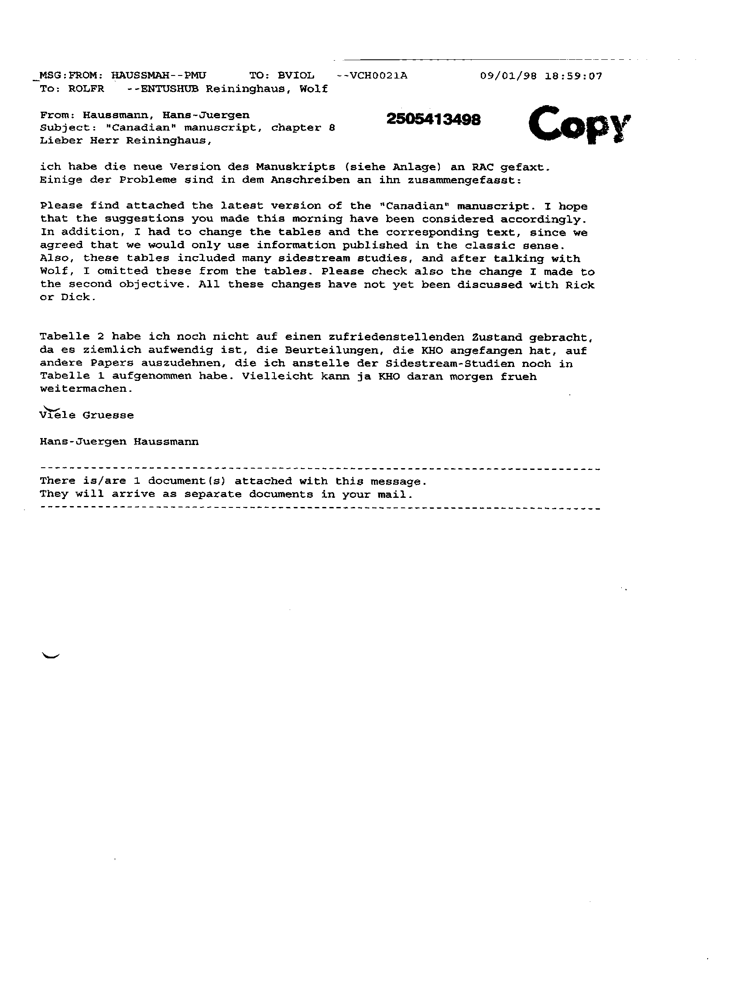 _MSG:FROM: HAUSSMAH--PMU TO: BVIOL --VCH0021A 09/01/98 18:59:07
To: ROLFR --ENTUSHUB Reininghaus, Wolf
From: Haussmann, Hans-Juergen
Subject: "Canadian" manuscript, chapter 8
2505413498
Copy
Lieber Herr Reininghaus,
ich habe die neue Version des Manuskripts (siehe Anlage) an RAC gefaxt.
Einige der Probleme sind in dem Anschreiben an ihn zusammengefasst:
Please find attached the latest version of the "Canadian" manuscript. I hope
that the suggestions you made this morning have been considered accordingly.
In addition, I had to change the tables and the corresponding text, since we
agreed that we would only use information published in the classic sense.
Also, these tables included many sidestream studies, and after talking with
Wolf, I omitted these from the tables. Please check also the change I made to
the second objective. All these changes have not yet been discussed with Rick
or Dick.
Tabelle 2 habe ich noch nicht auf einen zufriedenstellenden Zustand gebracht,
da es ziemlich aufwendig ist, die Beurteilungen, die KHO angefangen hat, auf
andere Papers auszudehnen, die ich anstelle der Sidestream-Studien noch in
Tabelle 1 aufgenommen habe. Vielleicht kann ja KHO daran morgen frueh
weitermachen.
Viele Gruesse
Hans-Juergen Haussmann
------------------------------------------------------------------------------
There is/are 1 document(s) attached with this message.
They will arrive as separate documents in your mail.
------------------------------------------------------------------------------